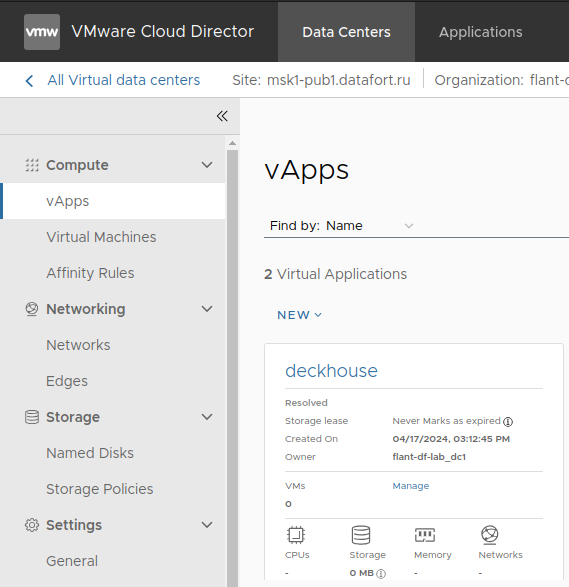 vmw VMware Cloud Director Data Centers Applications
All Virtual data centers Site: msk1-pub1.datafort.ru Organization: flant-
Compute
vApps
Virtual Machines
Affinity Rules
Networking
Networks
Edges
Storage
Named Disks
Storage Policies
Settings
General
vApps
Find by: Name
2 Virtual Applications
NEW
deckhouse
Resolved
Storage lease Never Marks as expired
Created On 04/17/2024, 03:12:45 PM
Owner flant-df-lab_dc1
VMs Manage
0
CPUs Storage Memory Networks
- 0 MB - -